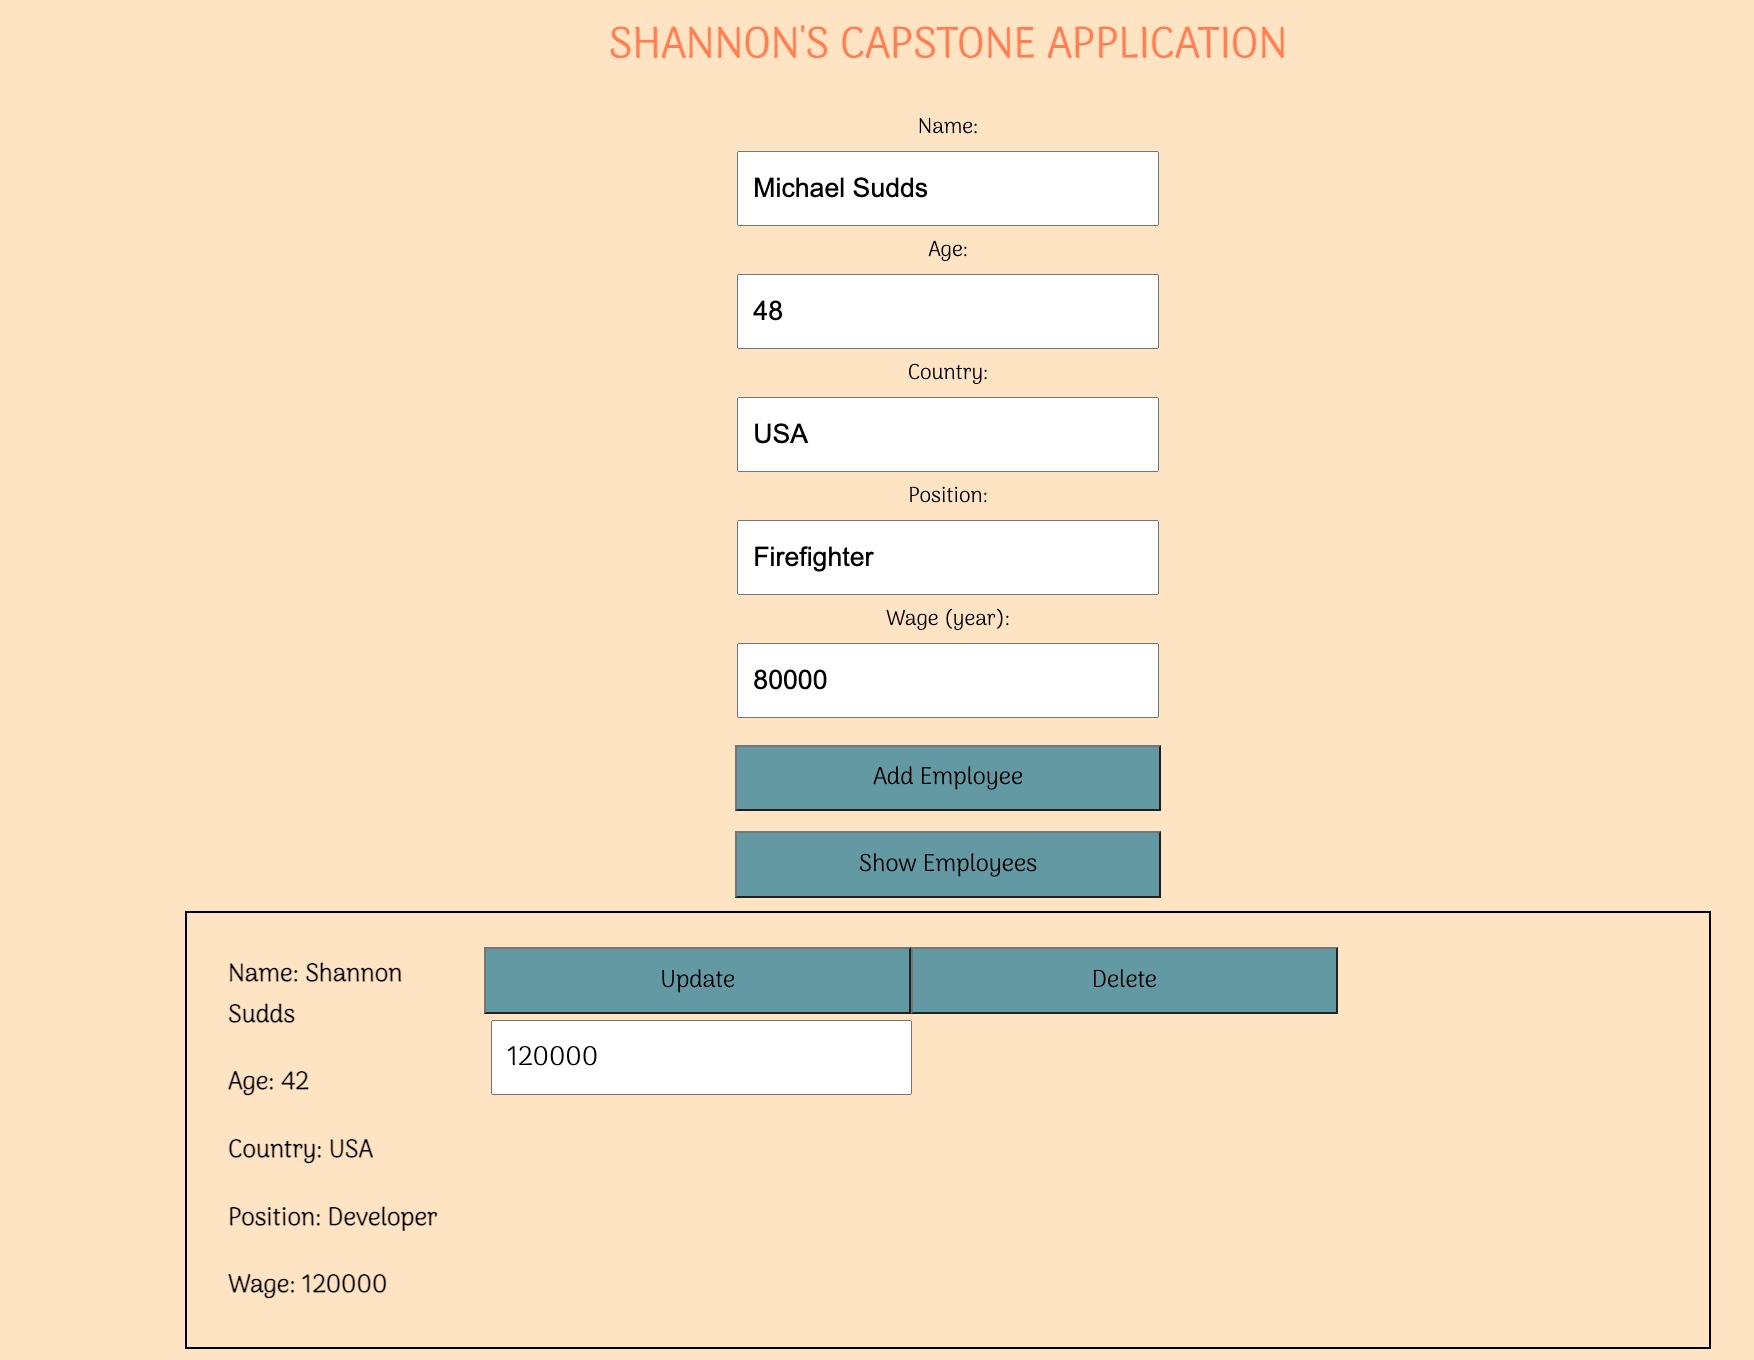 SHANNON'S CAPSTONE APPLICATION
Name:
Michael Sudds
Age:
48
Country:
USA
Position:
Firefighter
Wage (year):
80000
Add Employee
Show Employees
Name: Shannon
Sudds
Age: 42
Country: USA
Position: Developer
Wage: 120000
Update
Delete
120000